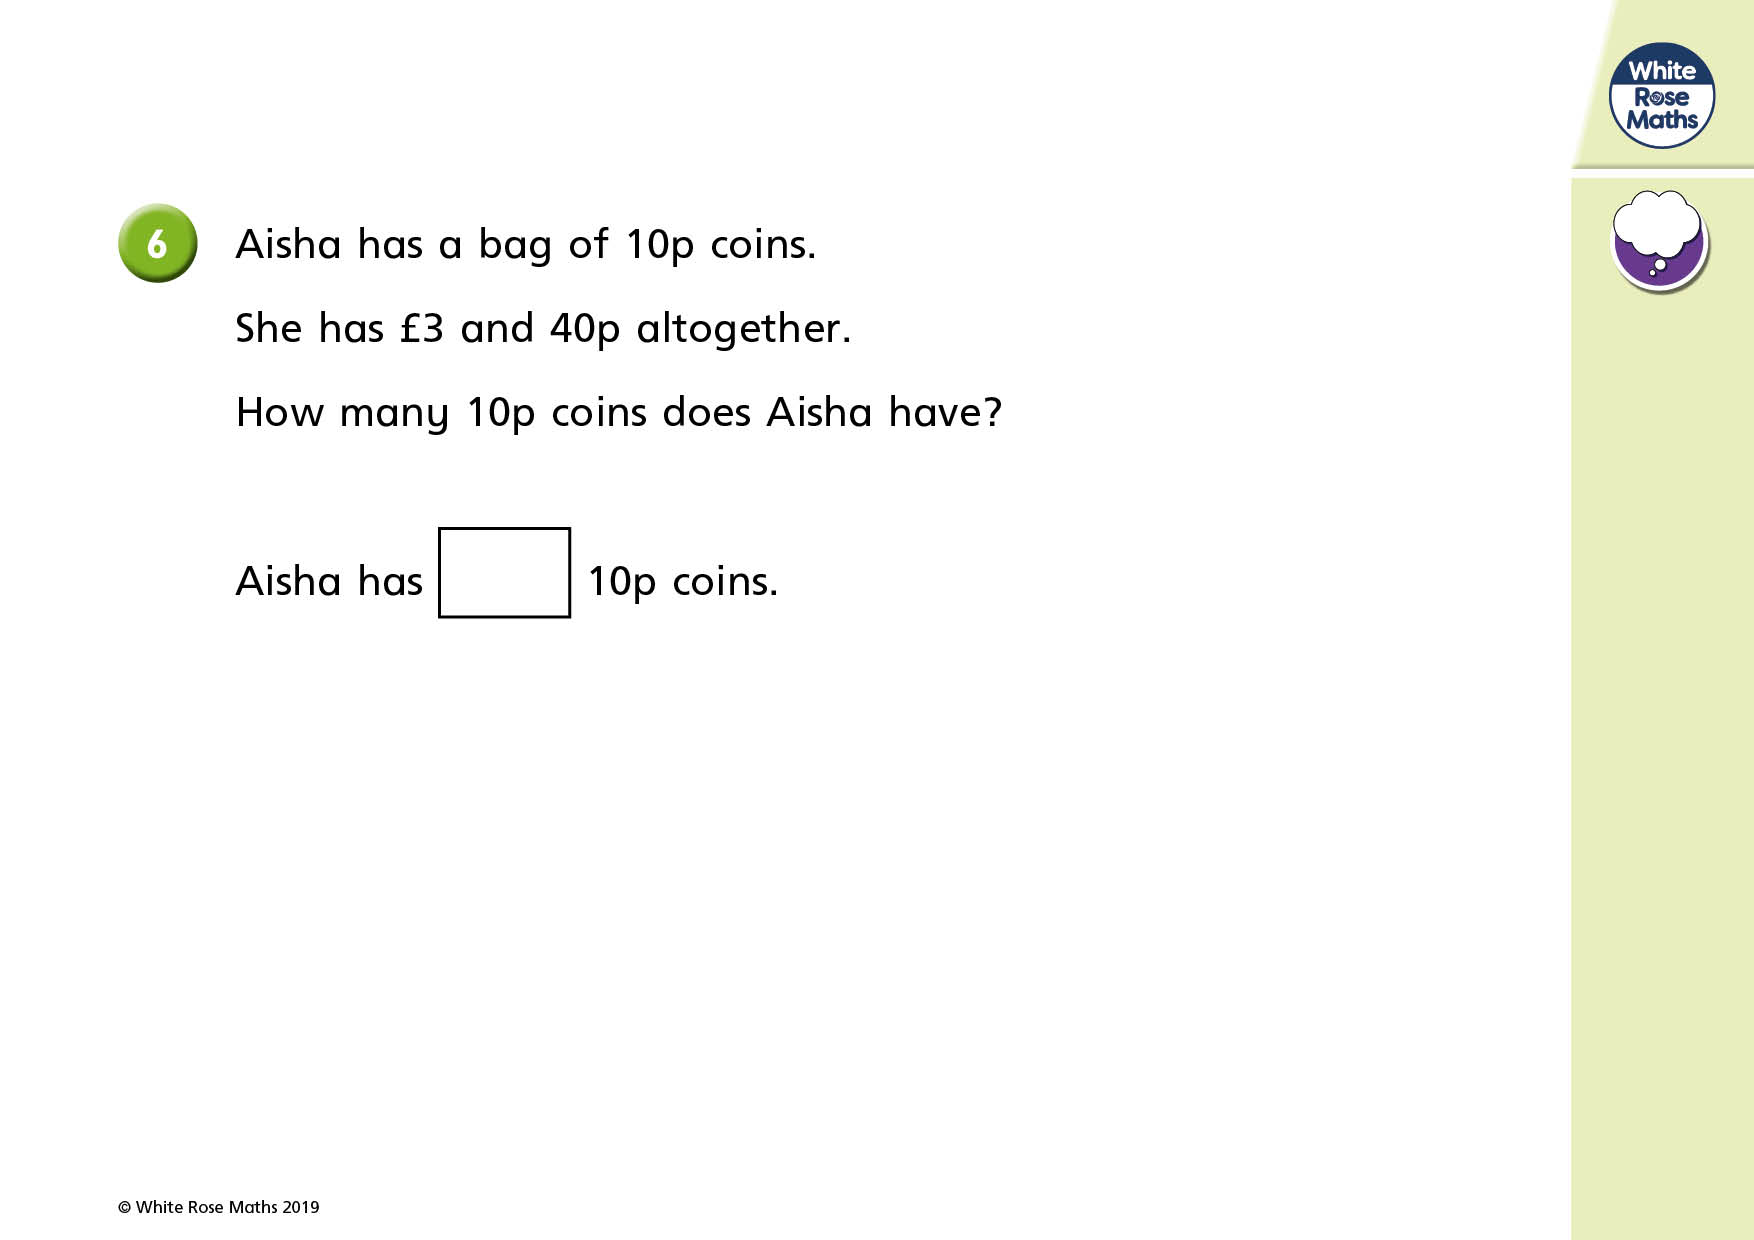 White
Rose
Maths
6 Aisha has a bag of 10p coins.
She has £3 and 40p altogether.
How many 10p coins does Aisha have?
Aisha has 10p coins.
© White Rose Maths 2019